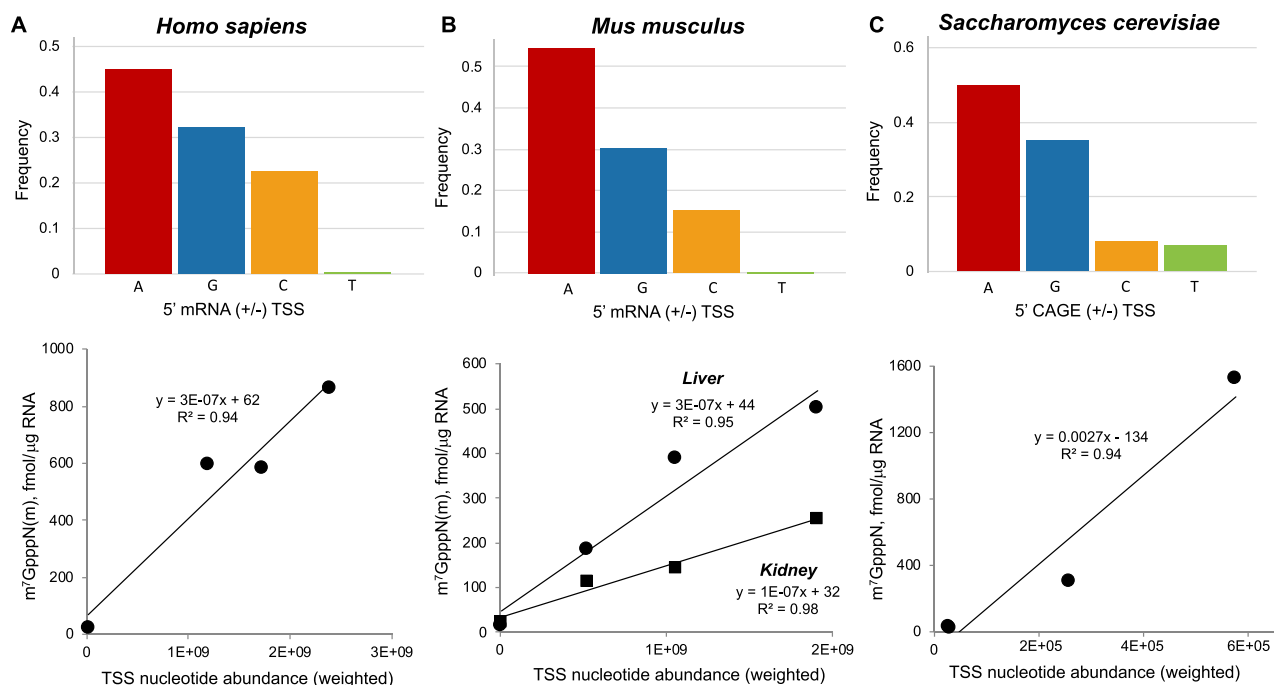 A
Homo sapiens
0.5
0.4
0.3
0.2
0.1
0
Frequency
A G C T
5' mRNA (+/-) TSS
B
Mus musculus
0.5
0.4
0.3
0.2
0.1
0
Frequency
A G C T
5' mRNA (+/-) TSS
C
Saccharomyces cerevisiae
0.6
0.4
0.2
0
Frequency
A G C T
5' CAGE (+/-) TSS
1000
800
600
400
200
0
m⁷GpppN(m), fmol/μg RNA
y = 3E-07x + 62
R² = 0.94
0 1E+09 2E+09 3E+09
TSS nucleotide abundance (weighted)
600
500
400
300
200
100
0
m⁷GpppN(m), fmol/μg RNA
Liver
y = 3E-07x + 44
R² = 0.95
Kidney
y = 1E-07x + 32
R² = 0.98
0 1E+09 2E+09
TSS nucleotide abundance (weighted)
1600
1200
800
400
0
m⁷GpppN, fmol/μg RNA
y = 0.0027x - 134
R² = 0.94
0 2E+05 4E+05 6E+05
TSS nucleotide abundance (weighted)